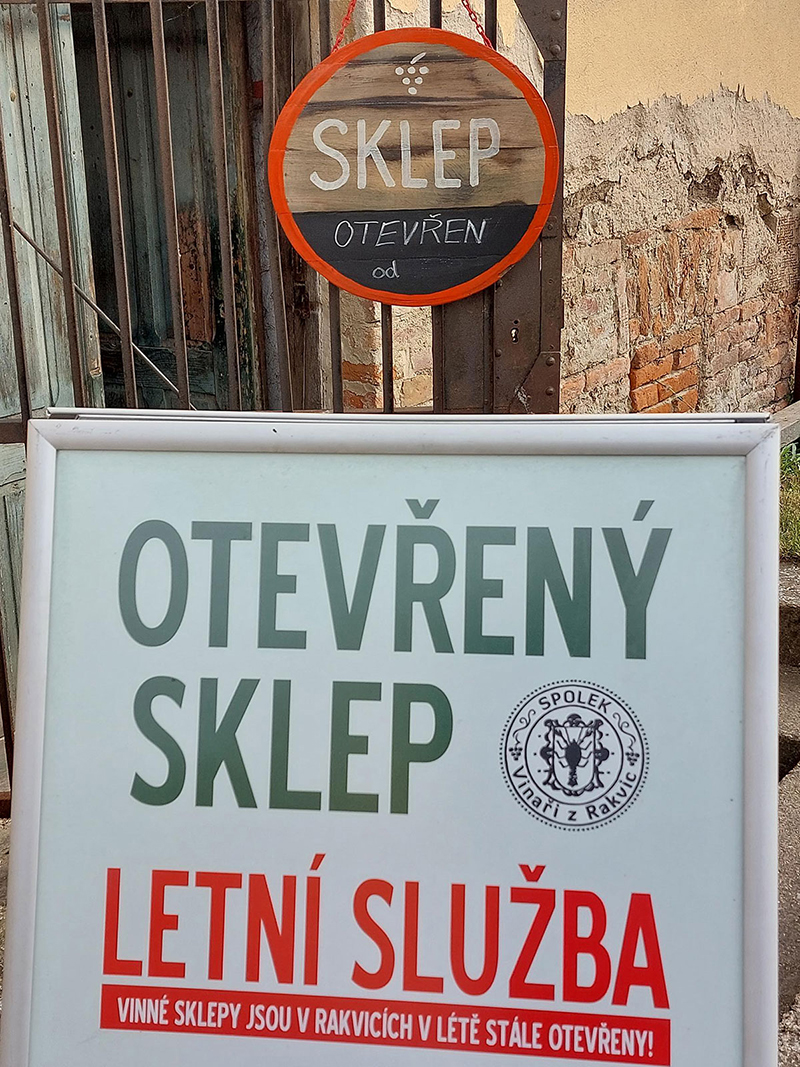 SKLEP
OTEVŘEN
od
OTEVŘENÝ
SKLEP
SPOLEK
Vinaři z Rakvic
LETNÍ SLUŽBA
VINNÉ SKLEPY JSOU V RAKVICÍCH V LÉTĚ STÁLE OTEVŘENY!